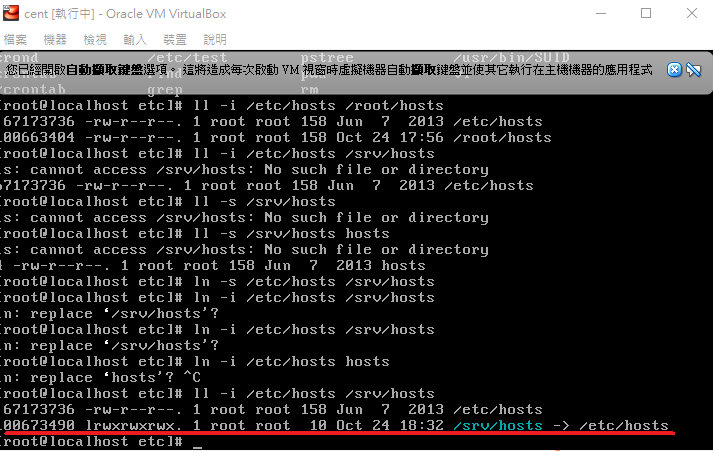 cent [執行中] - Oracle VM VirtualBox
檔案 機器 檢視 輸入 裝置 說明
crond /etc/test pstree /usr/bin/SUID
您已經開啟自動擷取鍵盤選項。這將造成每次啟動 VM 視窗時虛擬機器自動擷取鍵盤並使其它執行在主機機器的應用程式
grep rm
[root@localhost etc]# ll -i /etc/hosts /root/hosts
67173736 -rw-r--r--. 1 root root 158 Jun 7 2013 /etc/hosts
100663404 -rw-r--r--. 1 root root 158 Oct 24 17:56 /root/hosts
[root@localhost etc]# ll -i /etc/hosts /srv/hosts
ls: cannot access /srv/hosts: No such file or directory
67173736 -rw-r--r--. 1 root root 158 Jun 7 2013 /etc/hosts
[root@localhost etc]# ll -s /srv/hosts
ls: cannot access /srv/hosts: No such file or directory
[root@localhost etc]# ll -s /srv/hosts hosts
ls: cannot access /srv/hosts: No such file or directory
4 -rw-r--r--. 1 root root 158 Jun 7 2013 hosts
[root@localhost etc]# ln -s /etc/hosts /srv/hosts
[root@localhost etc]# ln -i /etc/hosts /srv/hosts
ln: replace ‘/srv/hosts’?
[root@localhost etc]# ln -i /etc/hosts /srv/hosts
ln: replace ‘/srv/hosts’?
[root@localhost etc]# ln -i /etc/hosts hosts
ln: replace ‘hosts’? ^C
[root@localhost etc]# ll -i /etc/hosts /srv/hosts
67173736 -rw-r--r--. 1 root root 158 Jun 7 2013 /etc/hosts
100673490 lrwxrwxrwx. 1 root root 10 Oct 24 18:32 /srv/hosts -> /etc/hosts
[root@localhost etc]# _